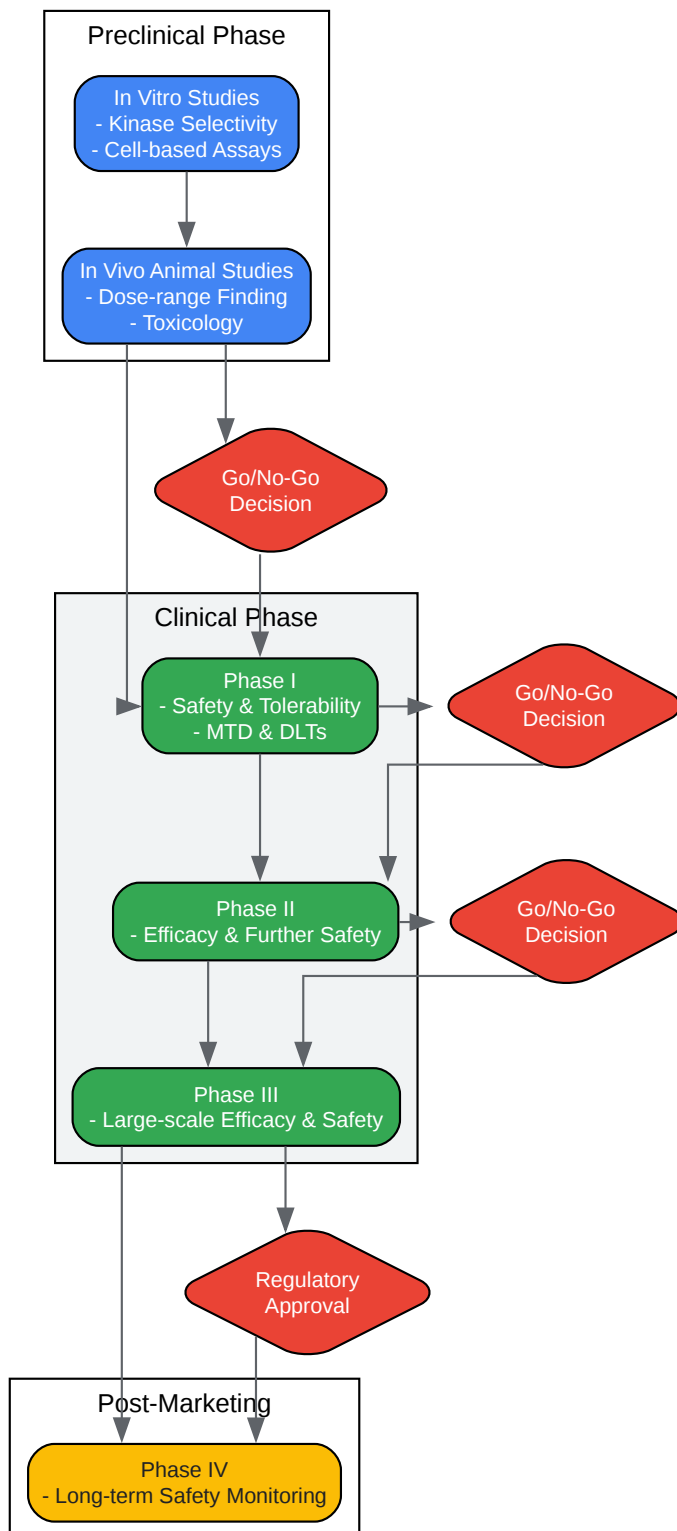 Preclinical Phase
In Vitro Studies
- Kinase Selectivity
- Cell-based Assays
In Vivo Animal Studies
- Dose-range Finding
- Toxicology
Go/No-Go
Decision
Clinical Phase
Phase I
- Safety & Tolerability
- MTD & DLTs
Go/No-Go
Decision
Phase II
- Efficacy & Further Safety
Go/No-Go
Decision
Phase III
- Large-scale Efficacy & Safety
Regulatory
Approval
Post-Marketing
Phase IV
- Long-term Safety Monitoring